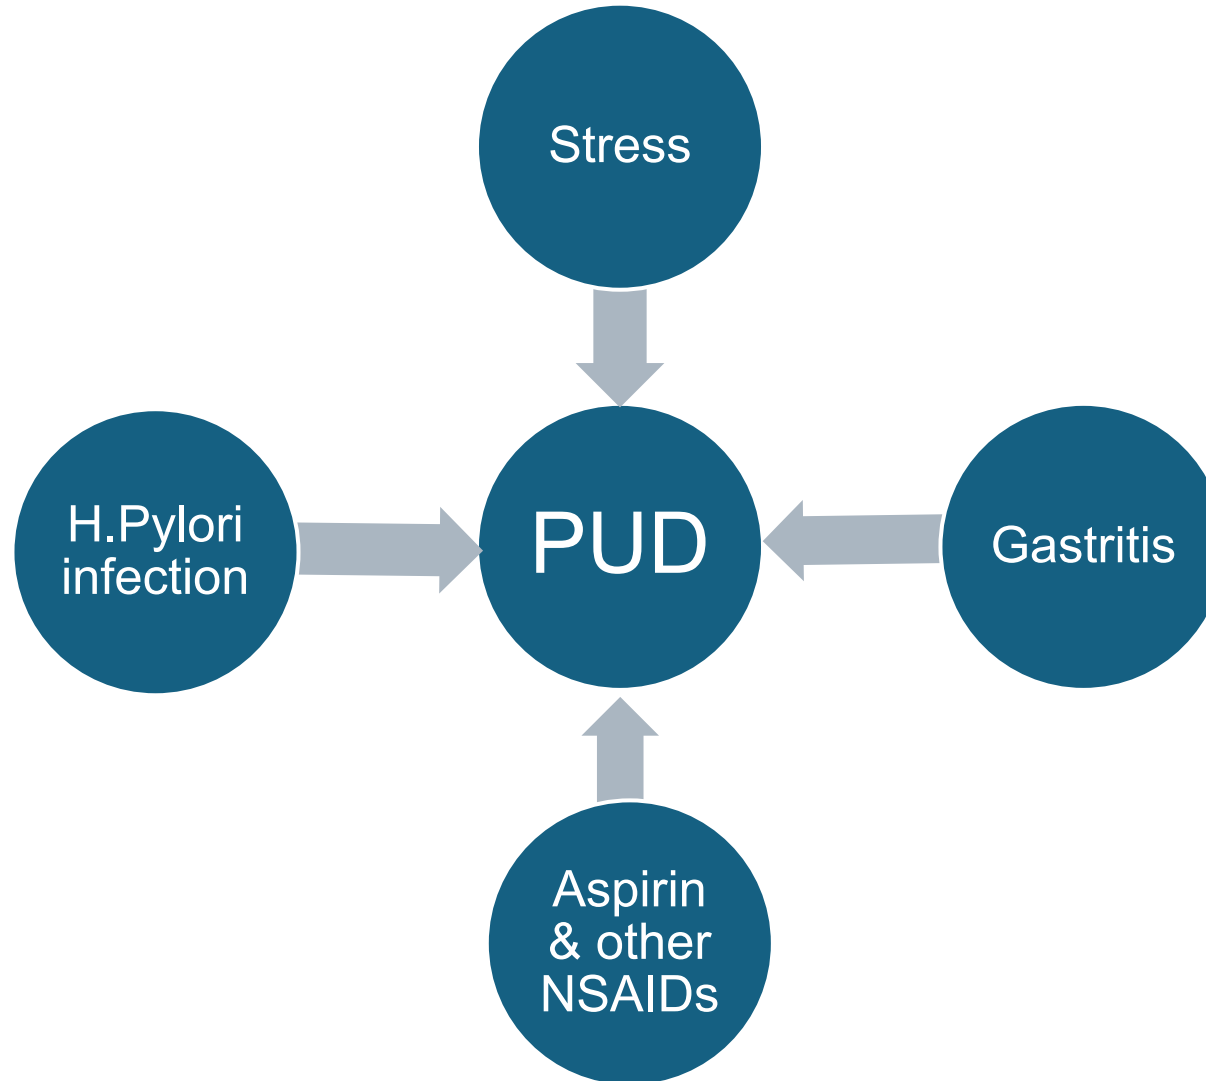 Stress
H.Pylori
infection
PUD
Gastritis
Aspirin
& other
NSAIDs